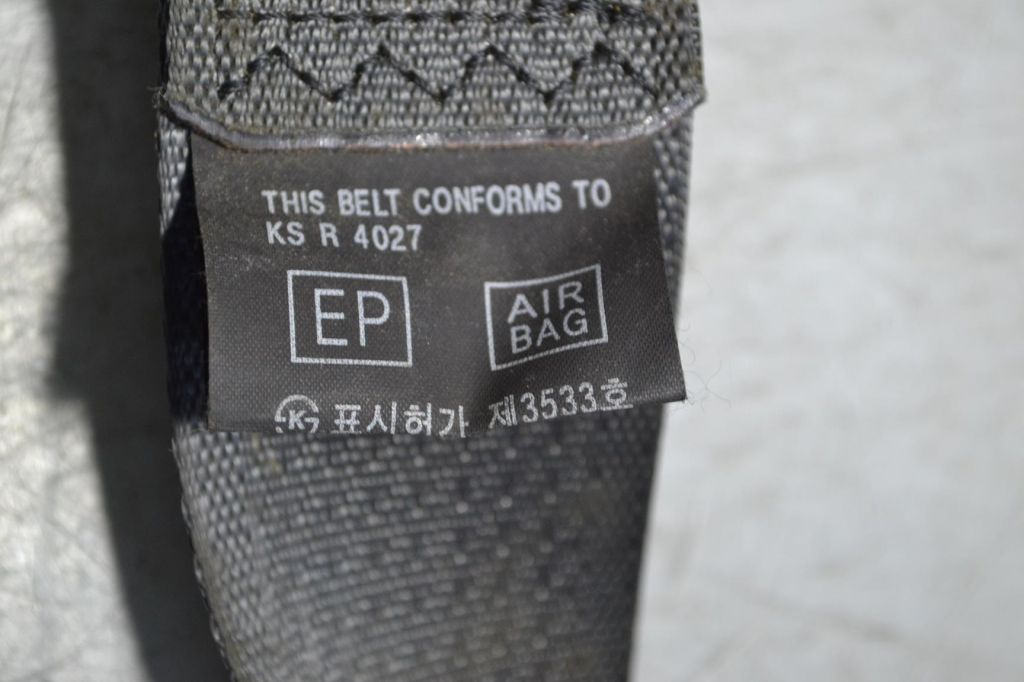 THIS BELT CONFORMS TO
KS R 4027
EP
AIR
BAG
표시허가 제3533호